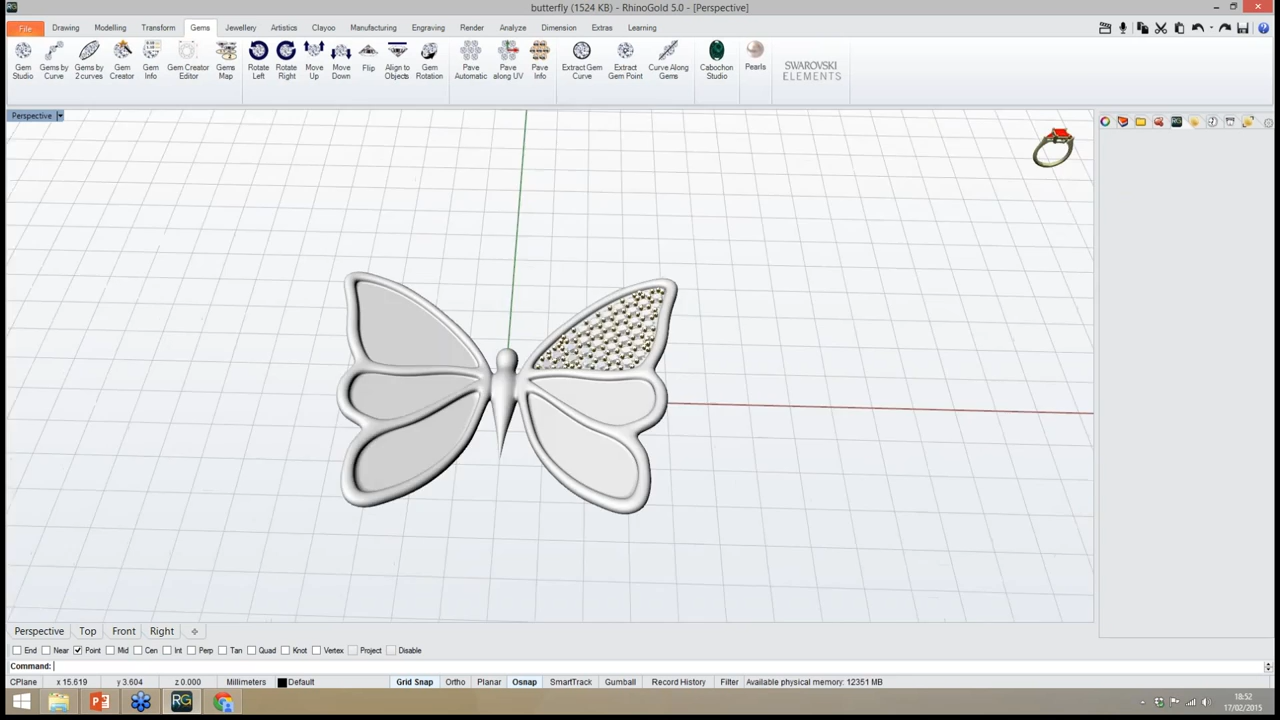 butterfly (1524 KB) - RhinoGold 5.0 - [Perspective]
File Drawing Modelling Transform Gems Jewellery Artistics Clayoo Manufacturing Engraving Render Analyze Dimension Extras Learning
Gem Studio
Gems by Curve
Gems by 2 curves
Gem Creator
Gem Info
Gem Creator Editor
Gems Map
Rotate Left
Rotate Right
Move Up
Move Down
Flip
Align to Objects
Gem Rotation
Pave Automatic
Pave along UV
Pave Info
Extract Gem Curve
Extract Gem Point
Curve Along Gems
Cabochon Studio
Pearls
SWAROVSKI ELEMENTS
Perspective
Perspective Top Front Right
End Near Point Mid Cen Int Perp Tan Quad Knot Vertex Project Disable
Command:
CPlane x 15.619 y 3.604 z 0.000 Millimeters Default Grid Snap Ortho Planar Osnap SmartTrack Gumball Record History Filter Available physical memory: 12351 MB
RG
18:52
17/02/2015